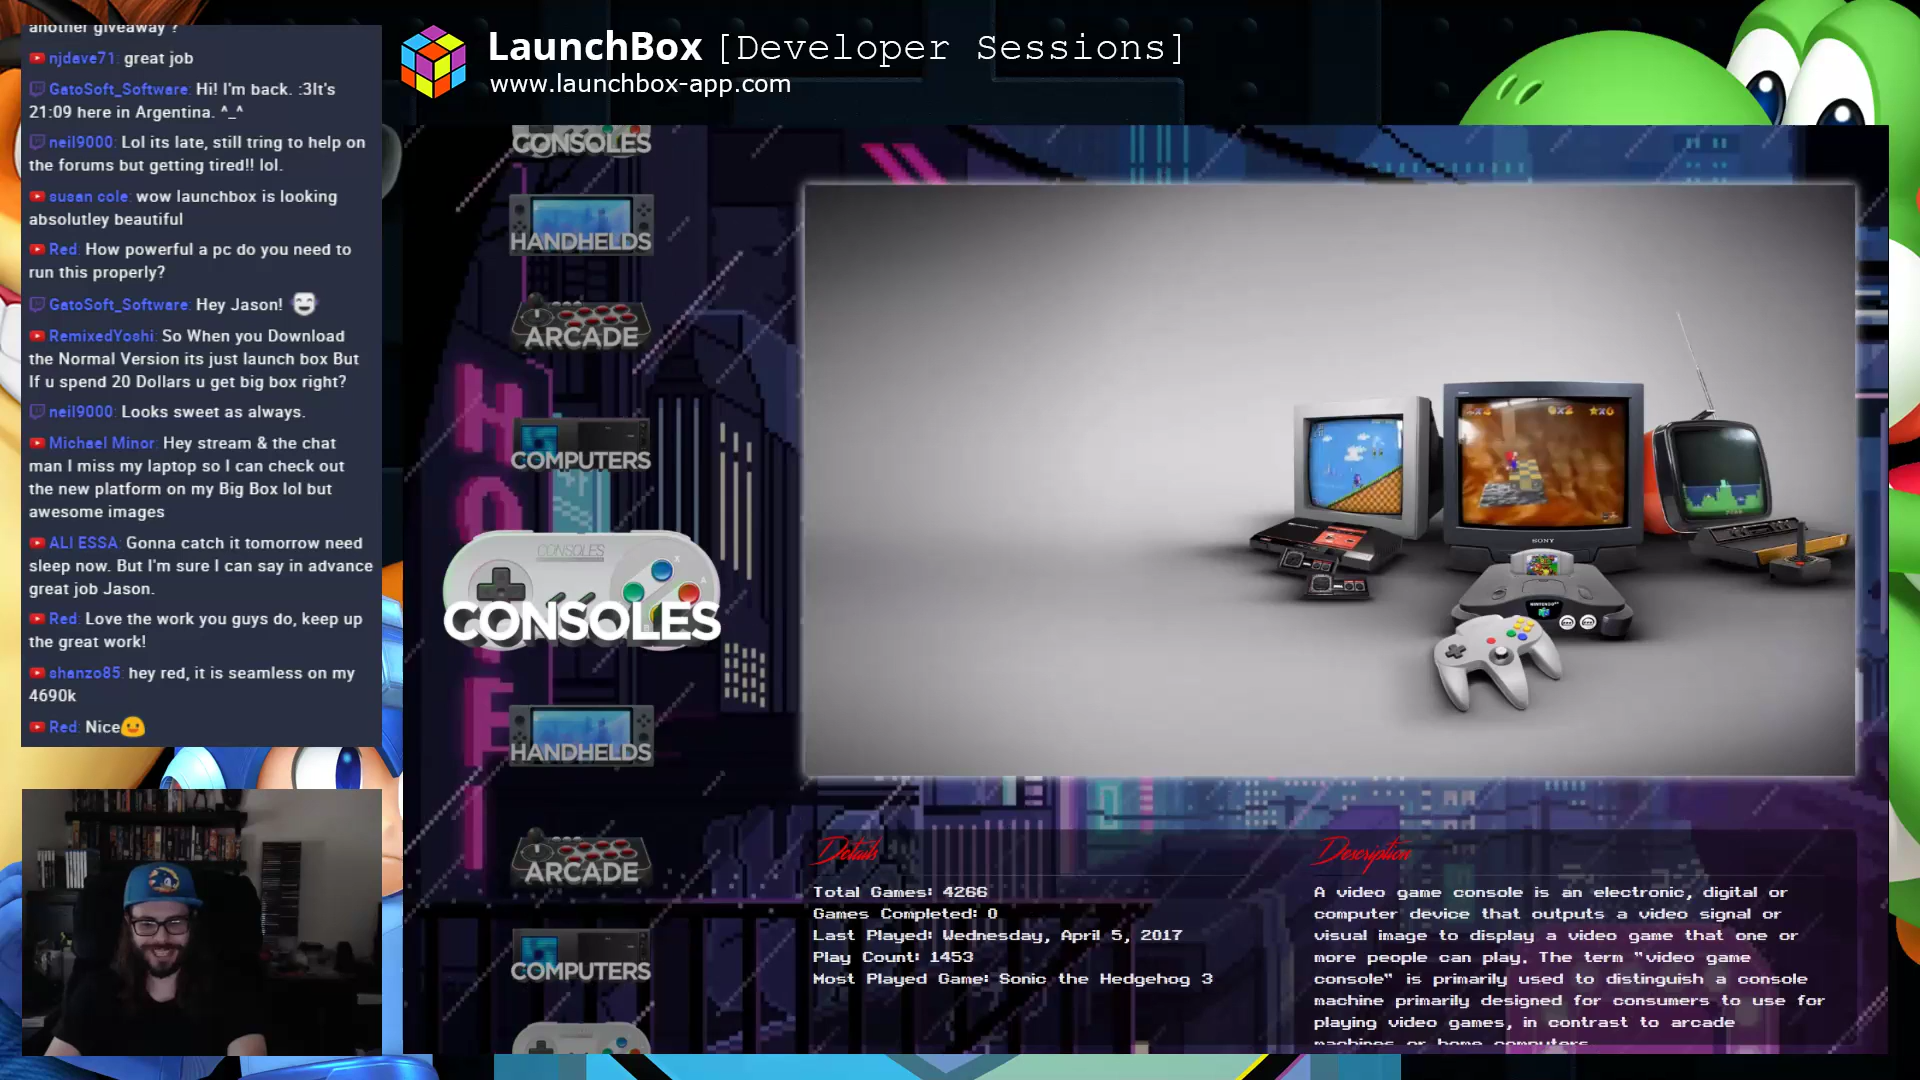 another giveaway ?
njdave71: great job
GatoSoft_Software: Hi! I'm back. :3It's
21:09 here in Argentina. ^_^
neil9000: Lol its late, still tring to help on
the forums but getting tired!! lol.
susan cole: wow launchbox is looking
absolutley beautiful
Red: How powerful a pc do you need to
run this properly?
GatoSoft_Software: Hey Jason!
RemixedYoshi: So When you Download
the Normal Version its just launch box But
If u spend 20 Dollars u get big box right?
neil9000: Looks sweet as always.
Michael Minor: Hey stream & the chat
man I miss my laptop so I can check out
the new platform on my Big Box lol but
awesome images
ALI ESSA: Gonna catch it tomorrow need
sleep now. But I'm sure I can say in advance
great job Jason.
Red: Love the work you guys do, keep up
the great work!
shanzo85: hey red, it is seamless on my
4690k
Red: Nice
LaunchBox [Developer Sessions]
www.launchbox-app.com
CONSOLES
HANDHELDS
ARCADE
COMPUTERS
CONSOLES
CONSOLES
HANDHELDS
ARCADE
COMPUTERS
HOTEL
SONY
Details
Total Games: 4266
Games Completed: 0
Last Played: Wednesday, April 5, 2017
Play Count: 1453
Most Played Game: Sonic the Hedgehog 3
Description
A video game console is an electronic, digital or
computer device that outputs a video signal or
visual image to display a video game that one or
more people can play. The term "video game
console" is primarily used to distinguish a console
machine primarily designed for consumers to use for
playing video games, in contrast to arcade
machines or home computers